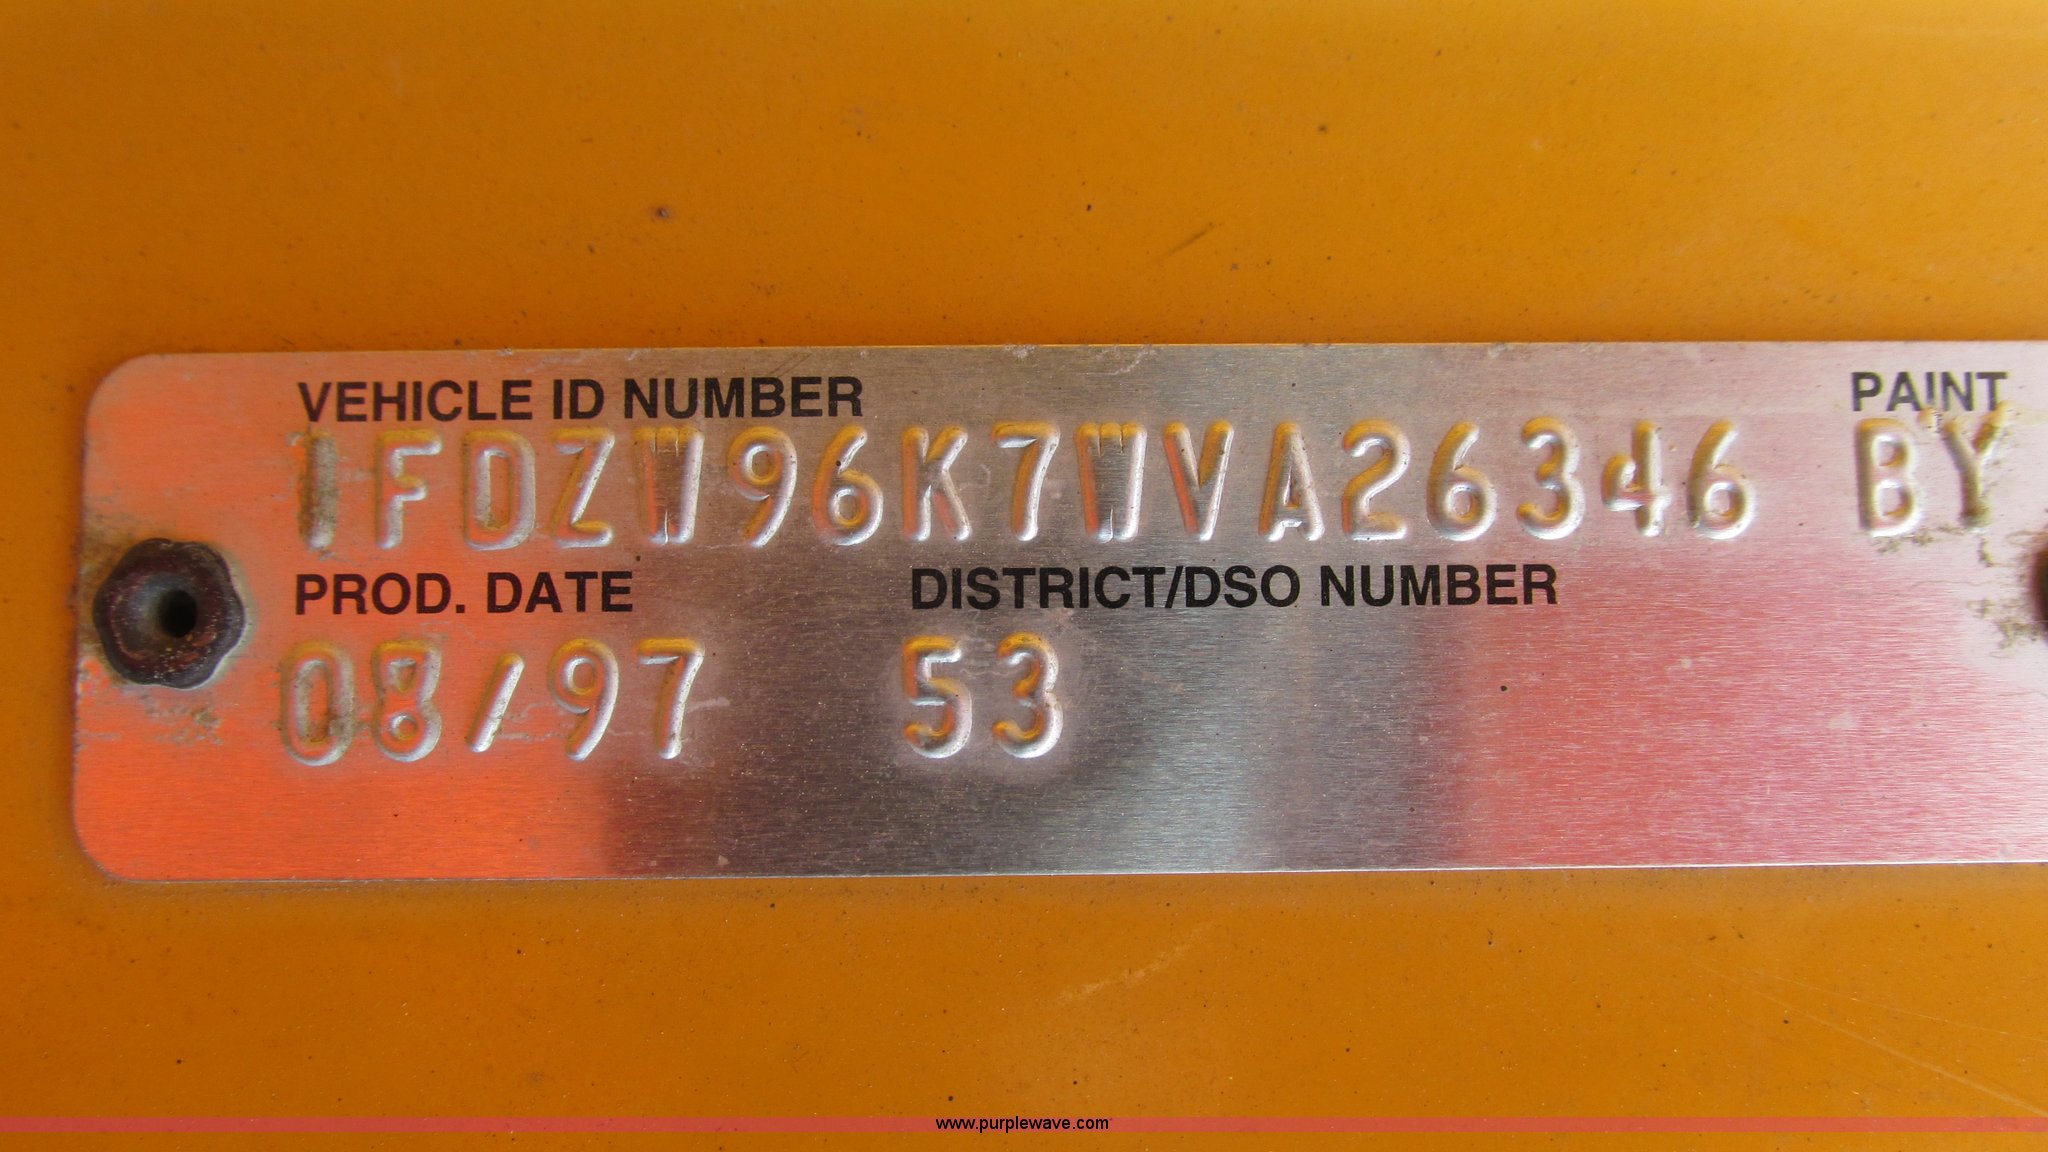 VEHICLE ID NUMBER PAINT
1FDZW96K7WVA26346 BY
PROD. DATE DISTRICT/DSO NUMBER
08/97 53
www.purplewave.com